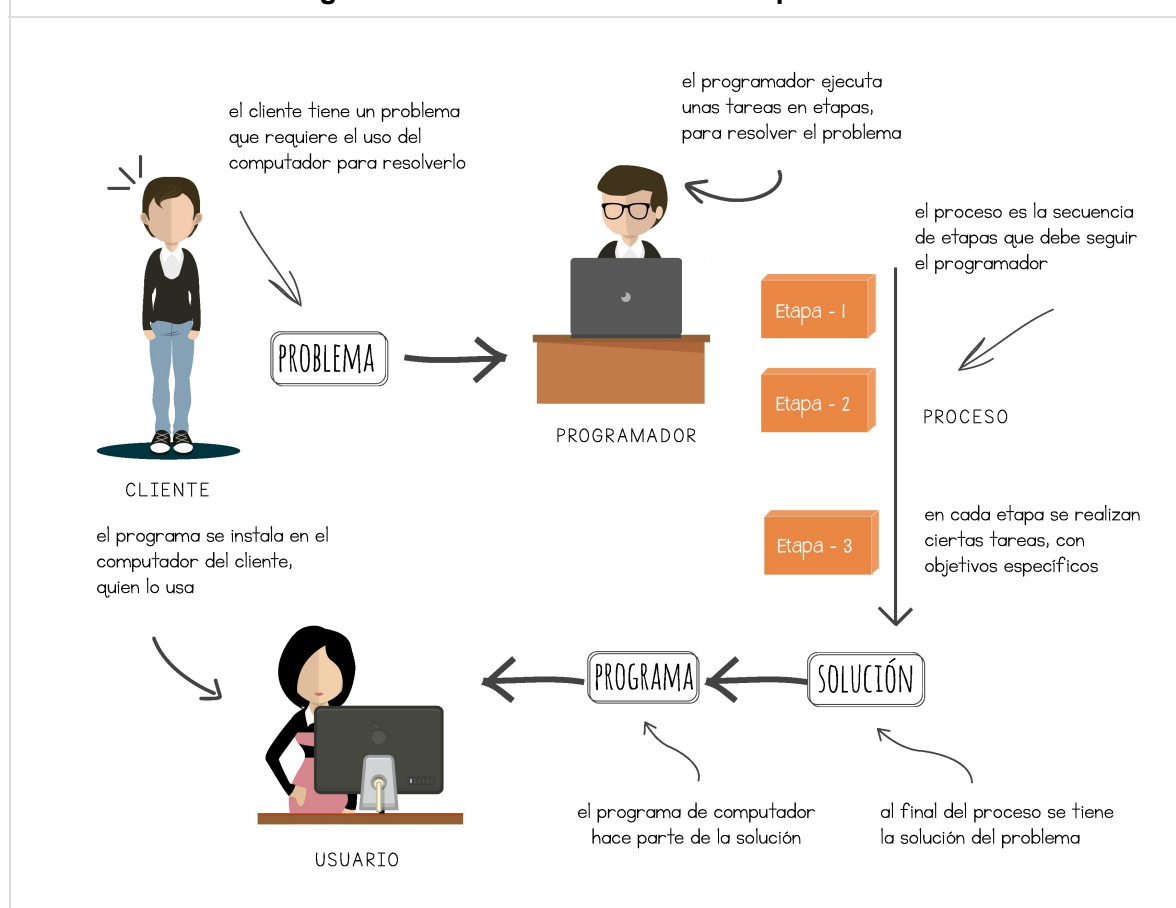 el programador ejecuta
unas tareas en etapas,
para resolver el problema
el cliente tiene un problema
que requiere el uso del
computador para resolverlo
el proceso es la secuencia
de etapas que debe seguir
el programador
Etapa - 1
PROBLEMA
Etapa - 2
PROCESO
PROGRAMADOR
CLIENTE
en cada etapa se realizan
ciertas tareas, con
objetivos específicos
Etapa - 3
el programa se instala en el
computador del cliente,
quien lo usa
PROGRAMA
SOLUCIÓN
el programa de computador
hace parte de la solución
al final del proceso se tiene
la solución del problema
USUARIO